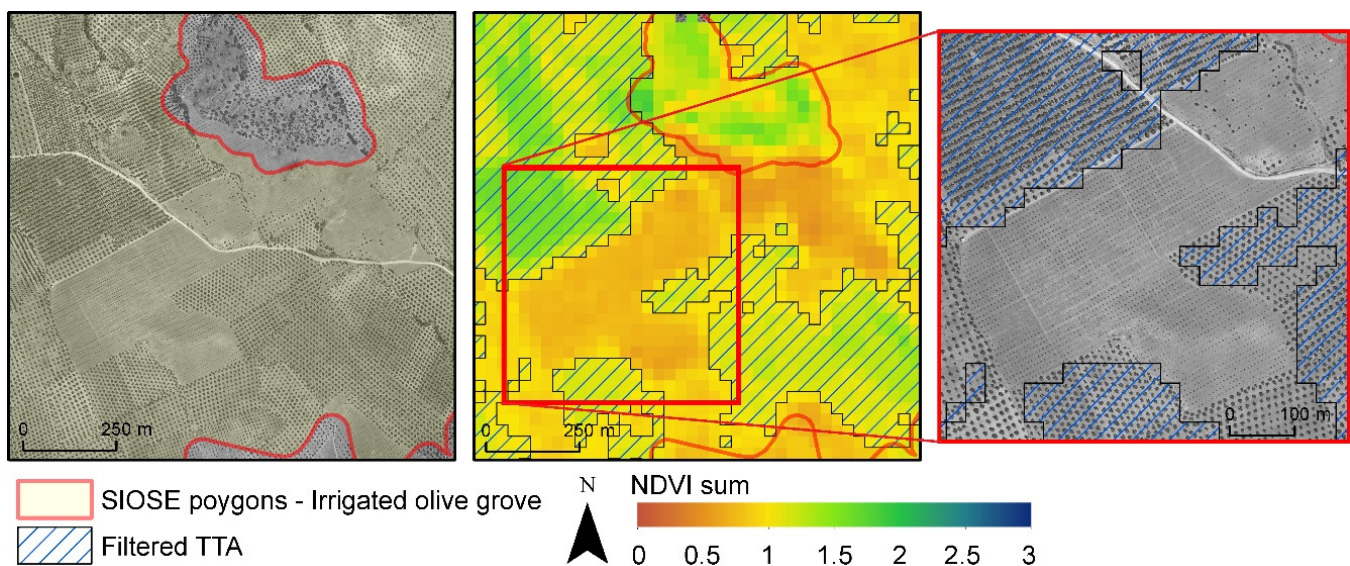 0 250 m
0 250 m
0 100 m
SIOSE poygons - Irrigated olive grove
Filtered TTA
N
NDVI sum
0 0.5 1 1.5 2 2.5 3